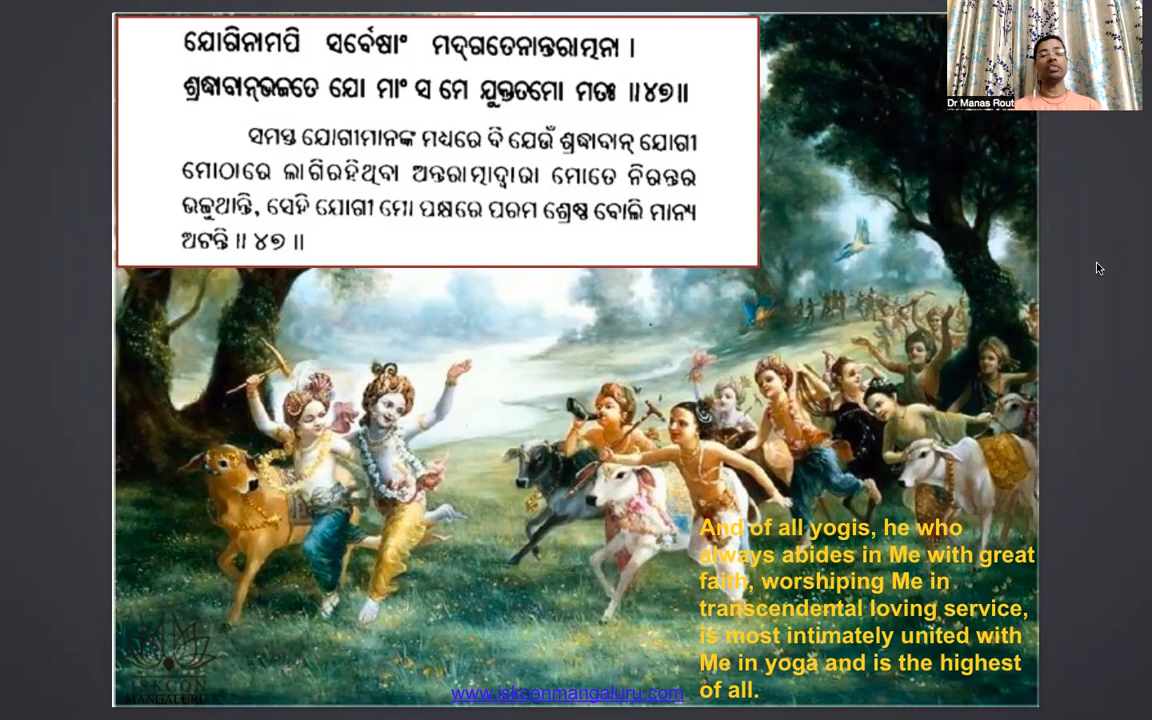 ଯୋଗିନାମପି ସର୍ବେଷାଂ ମଦ୍‌ଗତେନାନ୍ତରାତ୍ମନା ।
ଶ୍ରଦ୍ଧାବାନ୍‌ଭଜତେ ଯୋ ମାଂ ସ ମେ ଯୁକ୍ତତମୋ ମତଃ ॥୪୭॥
ସମସ୍ତ ଯୋଗୀମାନଙ୍କ ମଧ୍ୟରେ ବି ଯେଉଁ ଶ୍ରଦ୍ଧାବାନ୍ ଯୋଗୀ
ମୋଠାରେ ଲାଗିରହିଥିବା ଅନ୍ତରାତ୍ମାଦ୍ୱାରା ମୋତେ ନିରନ୍ତର
ଭଜୁଥାନ୍ତି, ସେହି ଯୋଗୀ ମୋ ପକ୍ଷରେ ପରମ ଶ୍ରେଷ୍ଠ ବୋଲି ମାନ୍ୟ
ଅଟନ୍ତି ॥ ୪୭ ॥
Dr Manas Rout
And of all yogis, he who
always abides in Me with great
faith, worshiping Me in
transcendental loving service,
is most intimately united with
Me in yoga and is the highest
of all.
ISKCON
MANGALURU
www.iskconmangaluru.com